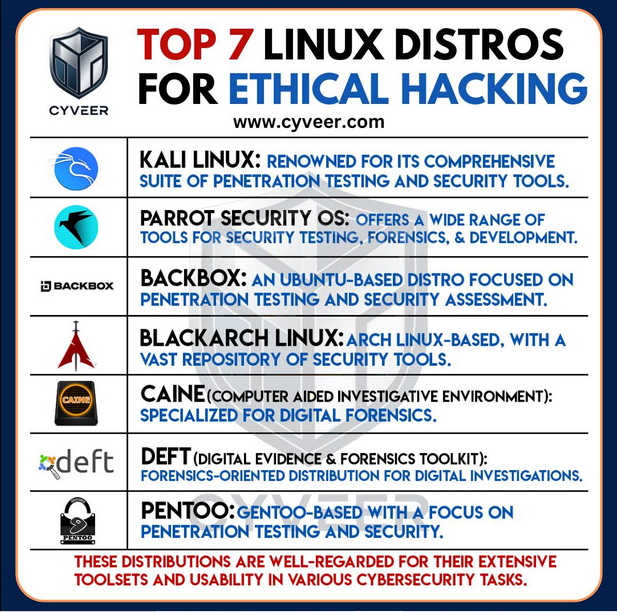 CYVEER
TOP 7 LINUX DISTROS
FOR ETHICAL HACKING
www.cyveer.com
KALI LINUX: RENOWNED FOR ITS COMPREHENSIVE
SUITE OF PENETRATION TESTING AND SECURITY TOOLS.
PARROT SECURITY OS: OFFERS A WIDE RANGE OF
TOOLS FOR SECURITY TESTING, FORENSICS, & DEVELOPMENT.
BACKBOX
BACKBOX: AN UBUNTU-BASED DISTRO FOCUSED ON
PENETRATION TESTING AND SECURITY ASSESSMENT.
BLACKARCH LINUX: ARCH LINUX-BASED, WITH A
VAST REPOSITORY OF SECURITY TOOLS.
CAINE
CAINE (COMPUTER AIDED INVESTIGATIVE ENVIRONMENT):
SPECIALIZED FOR DIGITAL FORENSICS.
deft
DEFT (DIGITAL EVIDENCE & FORENSICS TOOLKIT):
FORENSICS-ORIENTED DISTRIBUTION FOR DIGITAL INVESTIGATIONS.
PENTOO
PENTOO: GENTOO-BASED WITH A FOCUS ON
PENETRATION TESTING AND SECURITY.
CYVEER
THESE DISTRIBUTIONS ARE WELL-REGARDED FOR THEIR EXTENSIVE
TOOLSETS AND USABILITY IN VARIOUS CYBERSECURITY TASKS.